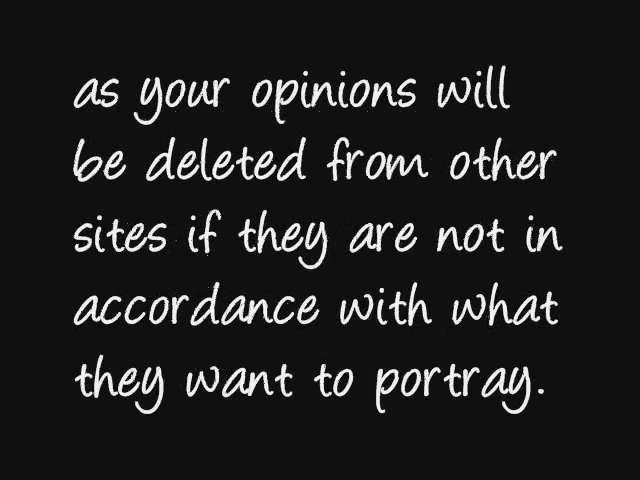 as your opinions will
be deleted from other
sites if they are not in
accordance with what
they want to portray.